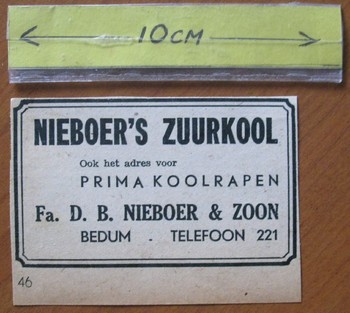 10CM
NIEBOER'S ZUURKOOL
Ook het adres voor
PRIMA KOOLRAPEN
Fa. D. B. NIEBOER & ZOON
BEDUM - TELEFOON 221
46